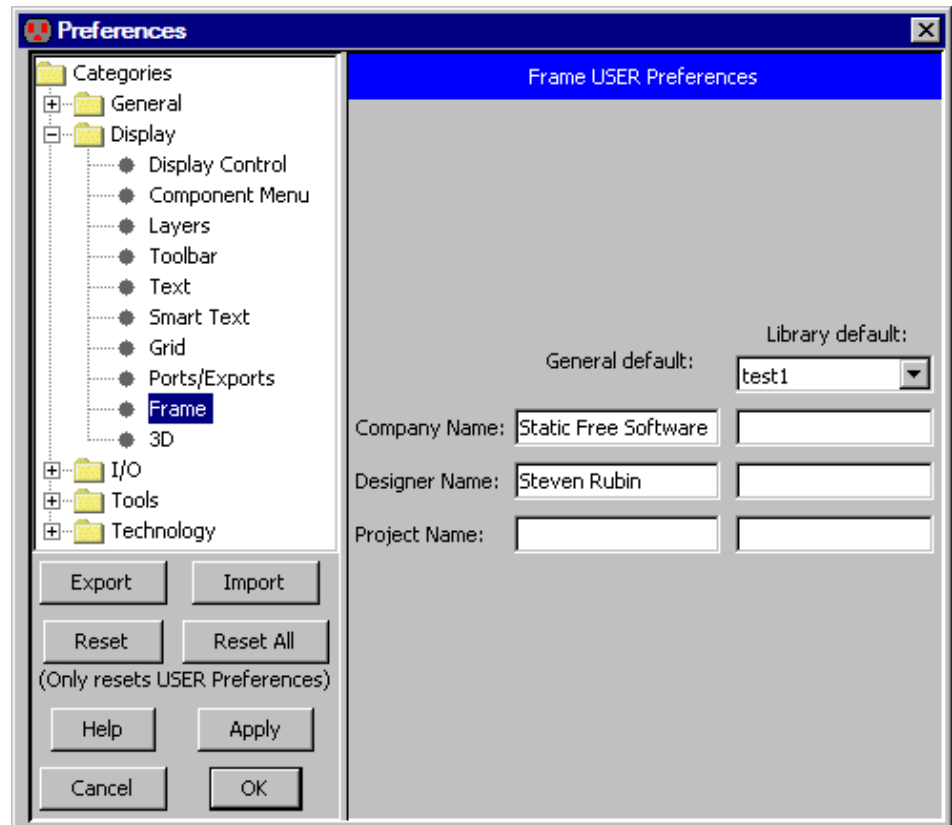 Preferences
Categories
General
Display
Display Control
Component Menu
Layers
Toolbar
Text
Smart Text
Grid
Ports/Exports
Frame
3D
I/O
Tools
Technology
Export Import
Reset Reset All
(Only resets USER Preferences)
Help Apply
Cancel OK
Frame USER Preferences
Library default:
General default:
test1
Company Name: Static Free Software
Designer Name: Steven Rubin
Project Name: